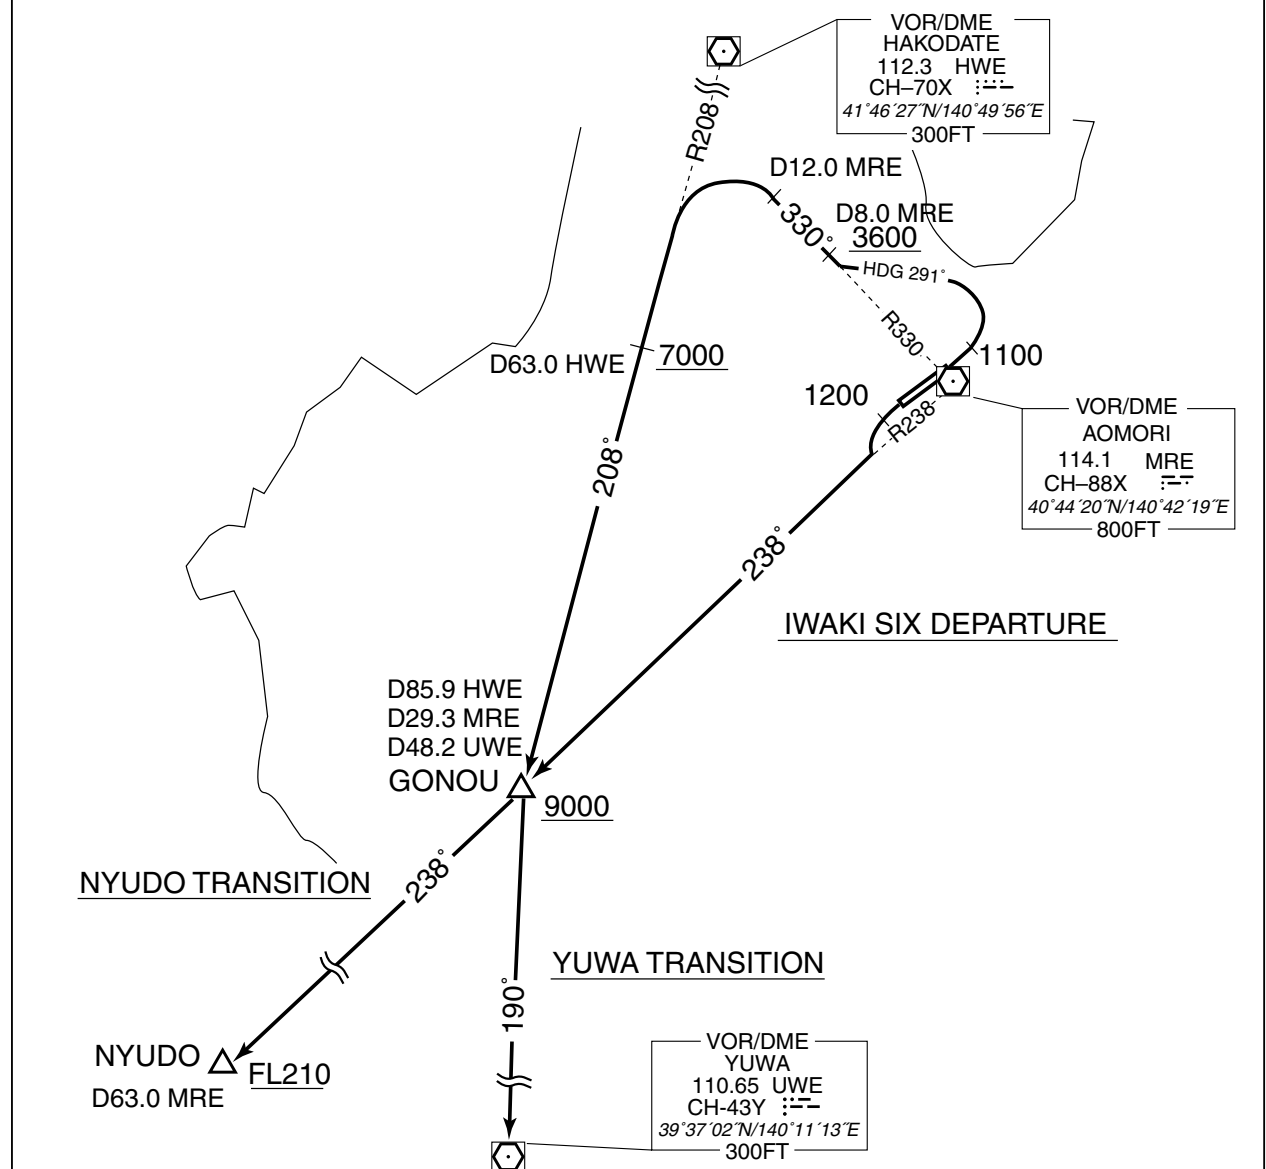 VOR/DME
HAKODATE
112.3 HWE
CH–70X
41°46´27˝N/140°49´56˝E
300FT
R208
D12.0 MRE
330°
D8.0 MRE
3600
HDG 291°
R330
1100
D63.0 HWE
7000
1200
R238
VOR/DME
AOMORI
114.1 MRE
CH–88X
40°44´20˝N/140°42´19˝E
800FT
208°
238°
IWAKI SIX DEPARTURE
D85.9 HWE
D29.3 MRE
D48.2 UWE
GONOU
9000
NYUDO TRANSITION
238°
YUWA TRANSITION
190°
NYUDO
FL210
D63.0 MRE
VOR/DME
YUWA
110.65 UWE
CH-43Y
39°37´02˝N/140°11´13˝E
300FT